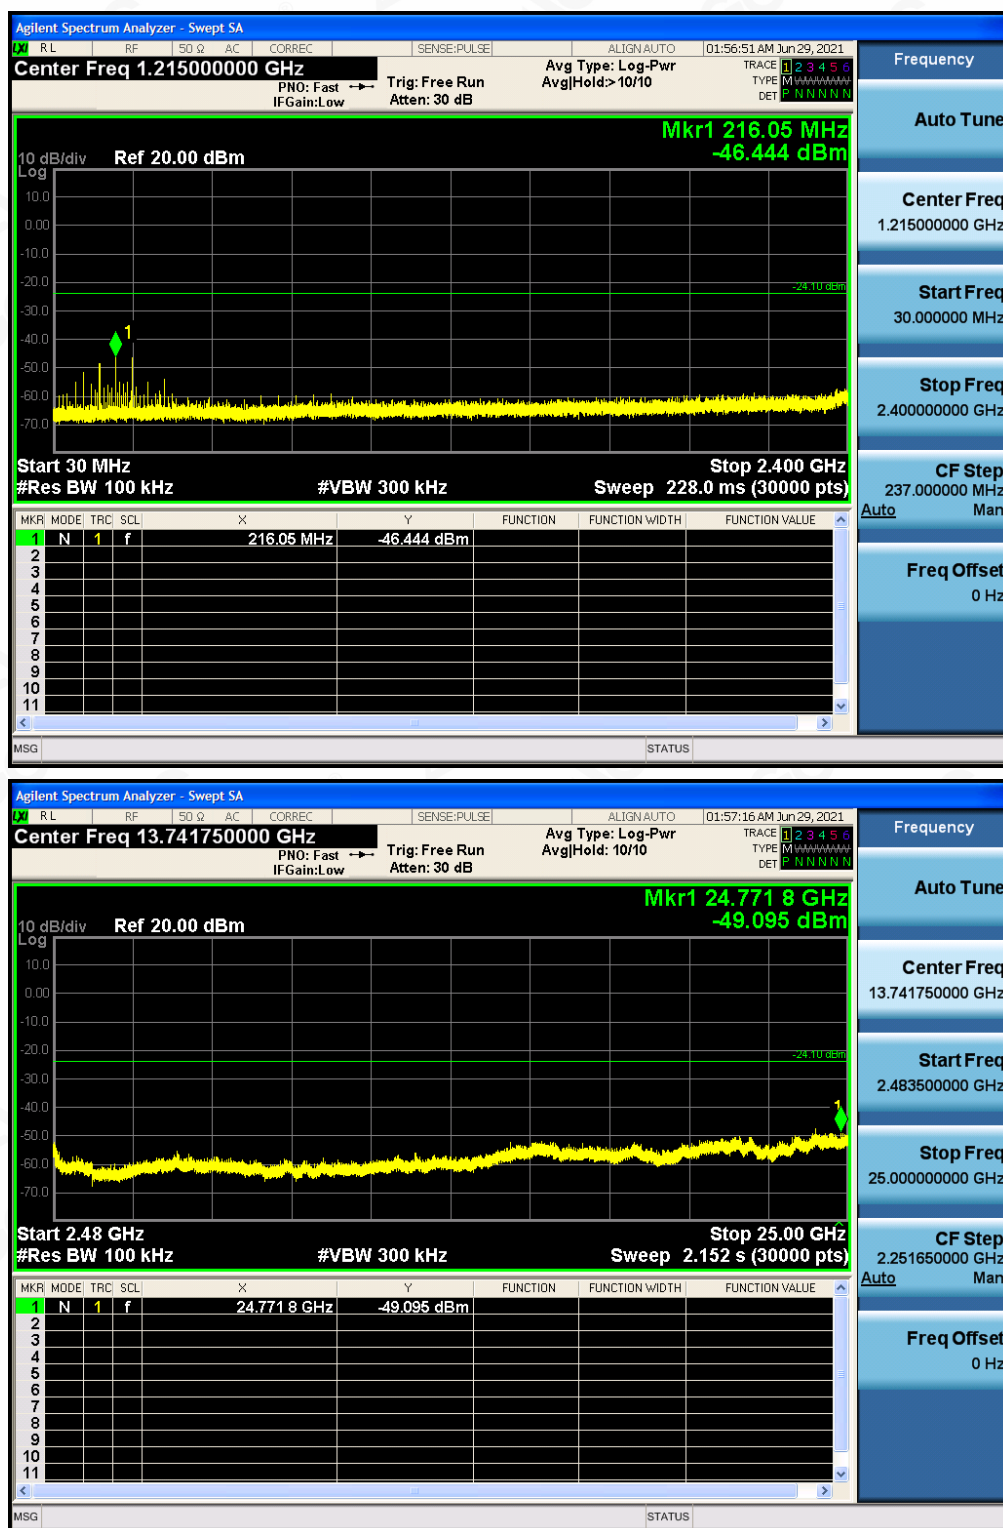 Agilent Spectrum Analyzer - Swept SA
LXI RL RF 50 Ω AC CORREC SENSE:PULSE ALIGN AUTO 01:56:51 AM Jun 29, 2021
Center Freq 1.215000000 GHz
PNO: Fast
IFGain:Low
Trig: Free Run
Atten: 30 dB
Avg Type: Log-Pwr
Avg|Hold:> 10/10
TRACE 1 2 3 4 5 6
TYPE M
DET P N N N N N
Mkr1 216.05 MHz
-46.444 dBm
10 dB/div Ref 20.00 dBm
Log
10.0
0.00
-10.0
-20.0
-24.10 dBm
-30.0
-40.0
1
-50.0
-60.0
-70.0
Start 30 MHz Stop 2.400 GHz
#Res BW 100 kHz #VBW 300 kHz Sweep 228.0 ms (30000 pts)
MKR MODE TRC SCL X Y FUNCTION FUNCTION WIDTH FUNCTION VALUE
1 N 1 f 216.05 MHz -46.444 dBm
2
3
4
5
6
7
8
9
10
11
MSG STATUS
Frequency
Auto Tune
Center Freq
1.215000000 GHz
Start Freq
30.000000 MHz
Stop Freq
2.400000000 GHz
CF Step
237.000000 MHz
Auto Man
Freq Offset
0 Hz
Agilent Spectrum Analyzer - Swept SA
LXI RL RF 50 Ω AC CORREC SENSE:PULSE ALIGN AUTO 01:57:16 AM Jun 29, 2021
Center Freq 13.741750000 GHz
PNO: Fast
IFGain:Low
Trig: Free Run
Atten: 30 dB
Avg Type: Log-Pwr
Avg|Hold: 10/10
TRACE 1 2 3 4 5 6
TYPE M
DET P N N N N N
Mkr1 24.771 8 GHz
-49.095 dBm
10 dB/div Ref 20.00 dBm
Log
10.0
0.00
-10.0
-20.0
-24.10 dBm
-30.0
-40.0
1
-50.0
-60.0
-70.0
Start 2.48 GHz Stop 25.00 GHz
#Res BW 100 kHz #VBW 300 kHz Sweep 2.152 s (30000 pts)
MKR MODE TRC SCL X Y FUNCTION FUNCTION WIDTH FUNCTION VALUE
1 N 1 f 24.771 8 GHz -49.095 dBm
2
3
4
5
6
7
8
9
10
11
MSG STATUS
Frequency
Auto Tune
Center Freq
13.741750000 GHz
Start Freq
2.483500000 GHz
Stop Freq
25.000000000 GHz
CF Step
2.251650000 GHz
Auto Man
Freq Offset
0 Hz